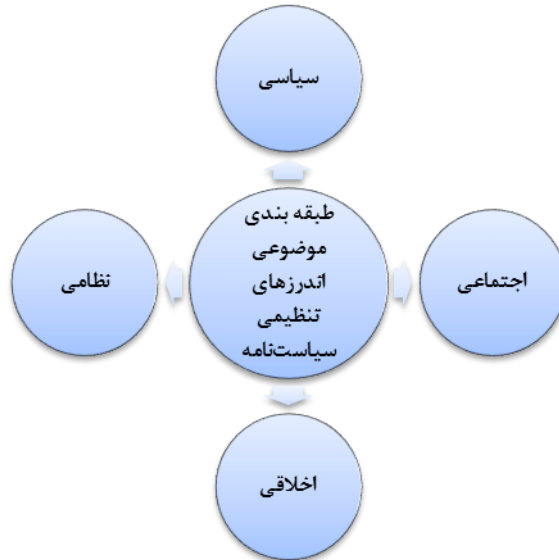 سیاسی
طبقه بندی
موضوعی
اندرزهای
تنظیمی
سیاست‌نامه
اجتماعی
نظامی
اخلاقی